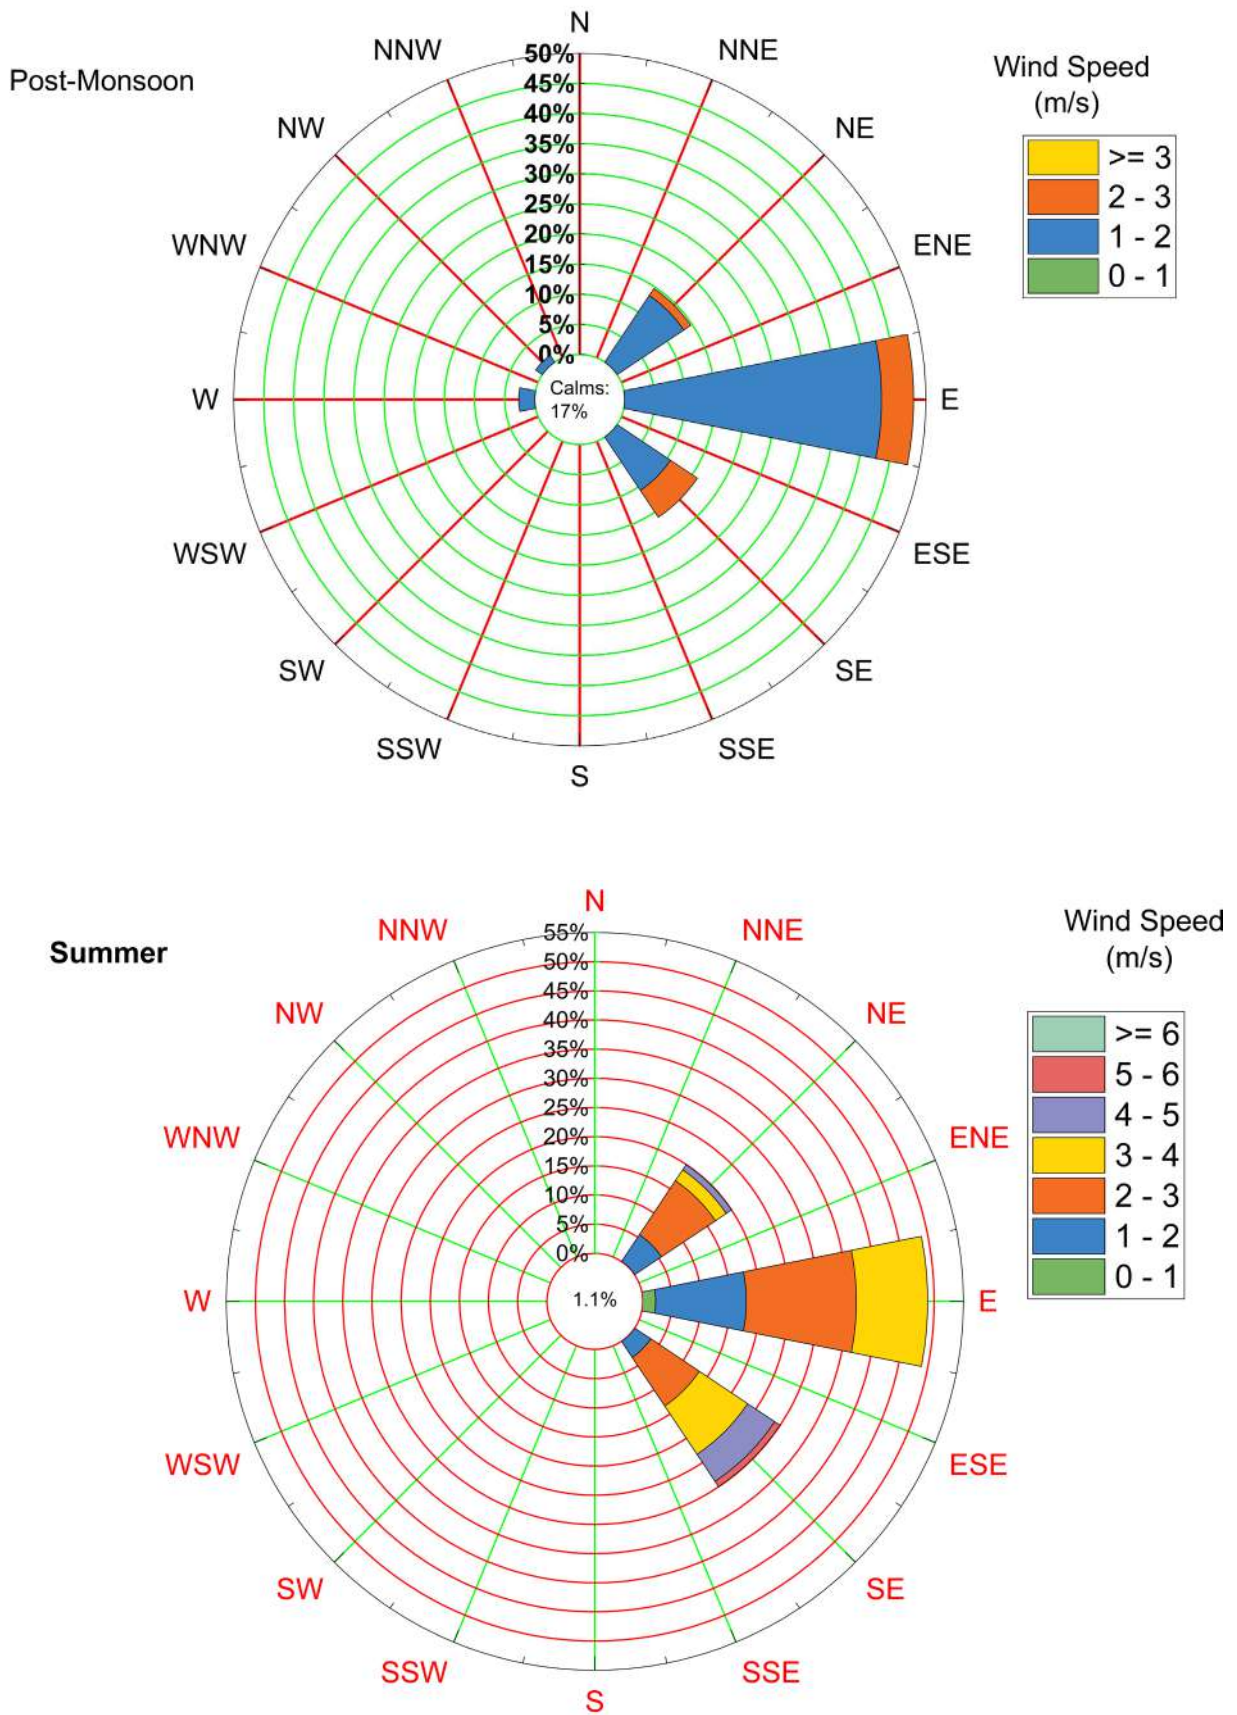 Post-Monsoon
N
NNE
NE
ENE
E
ESE
SE
SSE
S
SSW
SW
WSW
W
WNW
NW
NNW
50%
45%
40%
35%
30%
25%
20%
15%
10%
5%
0%
Calms:
17%
Wind Speed
(m/s)
>= 3
2 - 3
1 - 2
0 - 1
Summer
N
NNE
NE
ENE
E
ESE
SE
SSE
S
SSW
SW
WSW
W
WNW
NW
NNW
55%
50%
45%
40%
35%
30%
25%
20%
15%
10%
5%
0%
1.1%
Wind Speed
(m/s)
>= 6
5 - 6
4 - 5
3 - 4
2 - 3
1 - 2
0 - 1